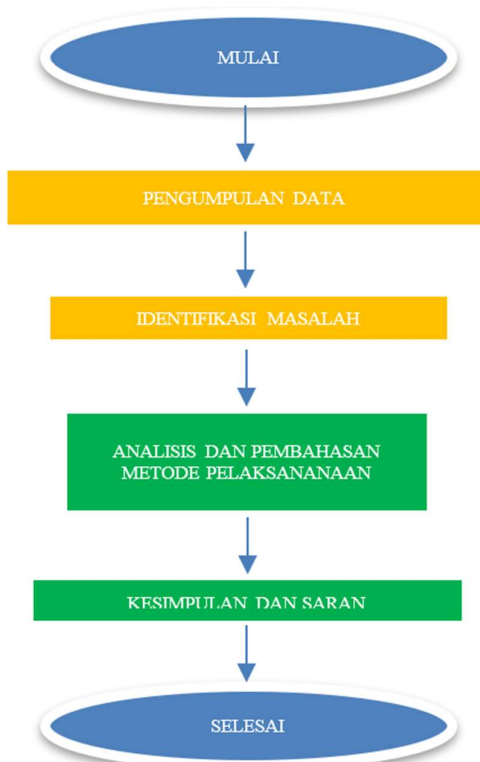 MULAI
PENGUMPULAN DATA
IDENTIFIKASI MASALAH
ANALISIS DAN PEMBAHASAN
METODE PELAKSANANAAN
KESIMPULAN DAN SARAN
SELESAI